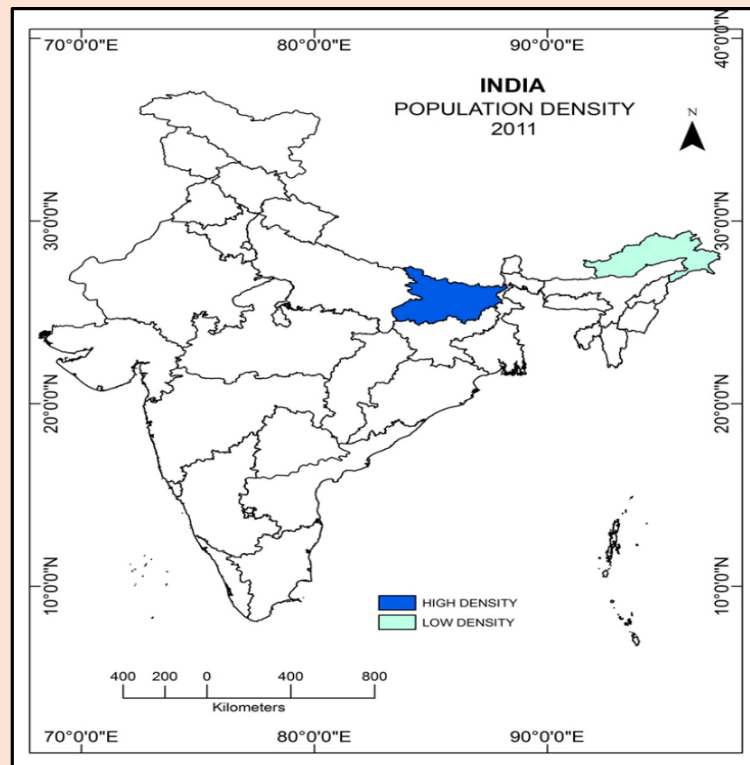 70°0'0"E 80°0'0"E 90°0'0"E
40°0'0"N
INDIA
POPULATION DENSITY
2011
N
30°0'0"N 30°0'0"N
20°0'0"N 20°0'0"N
10°0'0"N 10°0'0"N
HIGH DENSITY
LOW DENSITY
400 200 0 400 800
Kilometers
70°0'0"E 80°0'0"E 90°0'0"E